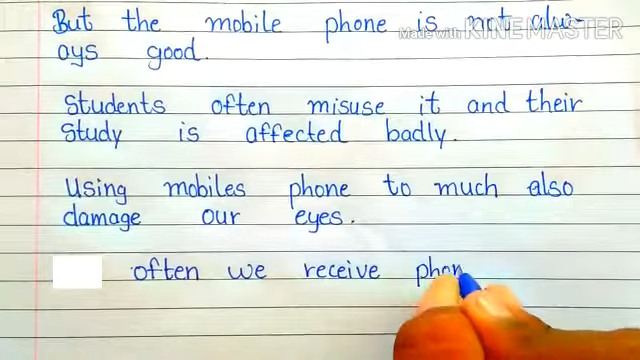 But the mobile phone is not alw-
Made with KINEMASTER
ays good.
Students often misuse it and their
study is affected badly.
Using mobiles phone to much also
damage our eyes.
often we receive phon